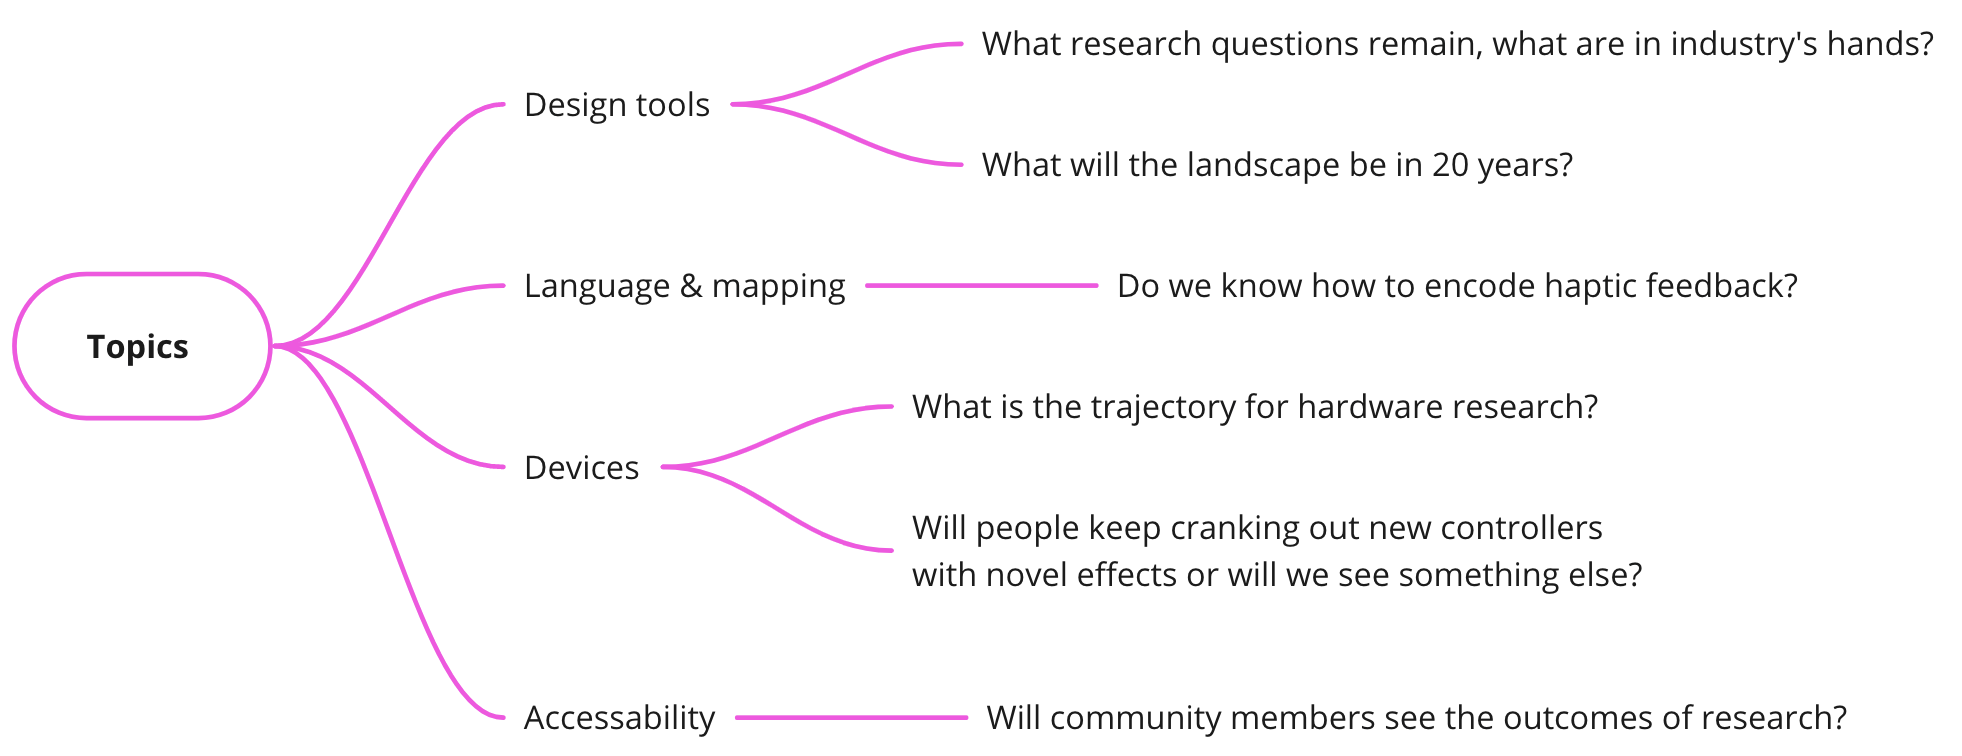 Topics
Design tools
What research questions remain, what are in industry's hands?
What will the landscape be in 20 years?
Language & mapping
Do we know how to encode haptic feedback?
Devices
What is the trajectory for hardware research?
Will people keep cranking out new controllers
with novel effects or will we see something else?
Accessability
Will community members see the outcomes of research?